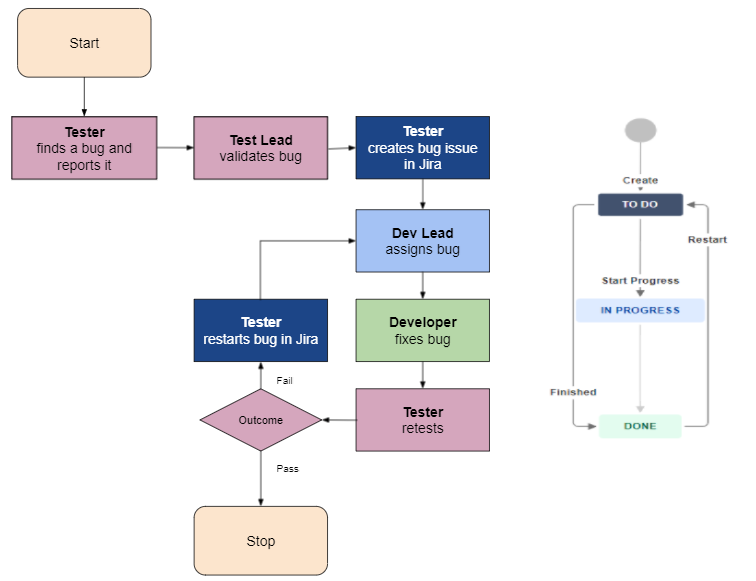 Start
Tester
finds a bug and
reports it
Test Lead
validates bug
Tester
creates bug issue
in Jira
Dev Lead
assigns bug
Tester
restarts bug in Jira
Developer
fixes bug
Fail
Outcome
Tester
retests
Pass
Stop
Create
TO DO
Restart
Start Progress
IN PROGRESS
Finished
DONE